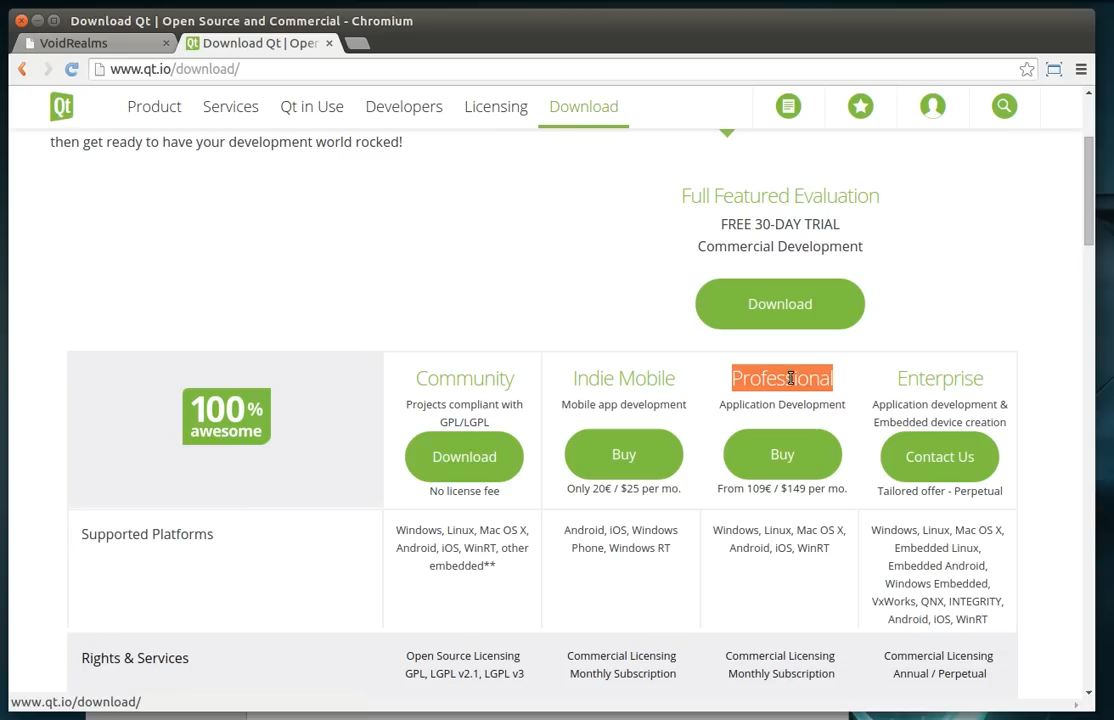 Download Qt | Open Source and Commercial - Chromium
VoidRealms
Download Qt | Oper
www.qt.io/download/
Qt
Product
Services
Qt in Use
Developers
Licensing
Download
then get ready to have your development world rocked!
Full Featured Evaluation
FREE 30-DAY TRIAL
Commercial Development
Download
100%
awesome
Community
Projects compliant with
GPL/LGPL
Download
No license fee
Indie Mobile
Mobile app development
Buy
Only 20€ / $25 per mo.
Professional
Application Development
Buy
From 109€ / $149 per mo.
Enterprise
Application development &
Embedded device creation
Contact Us
Tailored offer - Perpetual
Supported Platforms
Windows, Linux, Mac OS X,
Android, iOS, WinRT, other
embedded**
Android, iOS, Windows
Phone, Windows RT
Windows, Linux, Mac OS X,
Android, iOS, WinRT
Windows, Linux, Mac OS X,
Embedded Linux,
Embedded Android,
Windows Embedded,
VxWorks, QNX, INTEGRITY,
Android, iOS, WinRT
Rights & Services
Open Source Licensing
GPL, LGPL v2.1, LGPL v3
Commercial Licensing
Monthly Subscription
Commercial Licensing
Monthly Subscription
Commercial Licensing
Annual / Perpetual
www.qt.io/download/